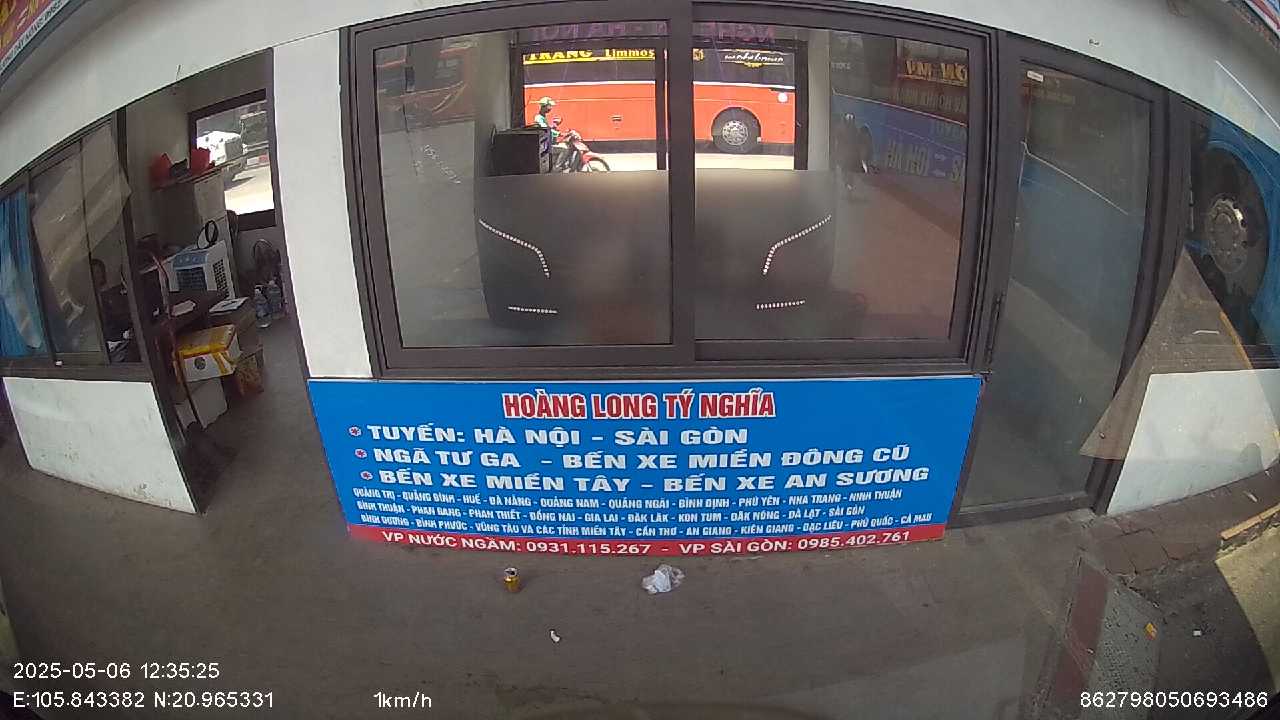 TRANG Limmos
HOÀNG LONG TÝ NGHĨA
* TUYẾN: HÀ NỘI - SÀI GÒN
* NGÃ TƯ GA - BẾN XE MIỀN ĐÔNG CŨ
* BẾN XE MIỀN TÂY - BẾN XE AN SƯƠNG
QUẢNG TRỊ - QUẢNG BÌNH - HUẾ - ĐÀ NẴNG - QUẢNG NAM - QUẢNG NGÃI - BÌNH ĐỊNH - PHÚ YÊN - NHA TRANG - NINH THUẬN
BÌNH THUẬN - PHAN RANG - PHAN THIẾT - ĐỒNG NAI - GIA LAI - ĐĂK LĂK - KON TUM - ĐĂK NÔNG - ĐÀ LẠT - SÀI GÒN
BÌNH DƯƠNG - BÌNH PHƯỚC - VŨNG TÀU VÀ CÁC TỈNH MIỀN TÂY - CẦN THƠ - AN GIANG - KIÊN GIANG - BẠC LIÊU - PHÚ QUỐC - CÀ MAU
VP NƯỚC NGẦM: 0931.115.267 - VP SÀI GÒN: 0985.402.761
2025-05-06 12:35:25
E:105.843382 N:20.965331
1km/h
862798050693486